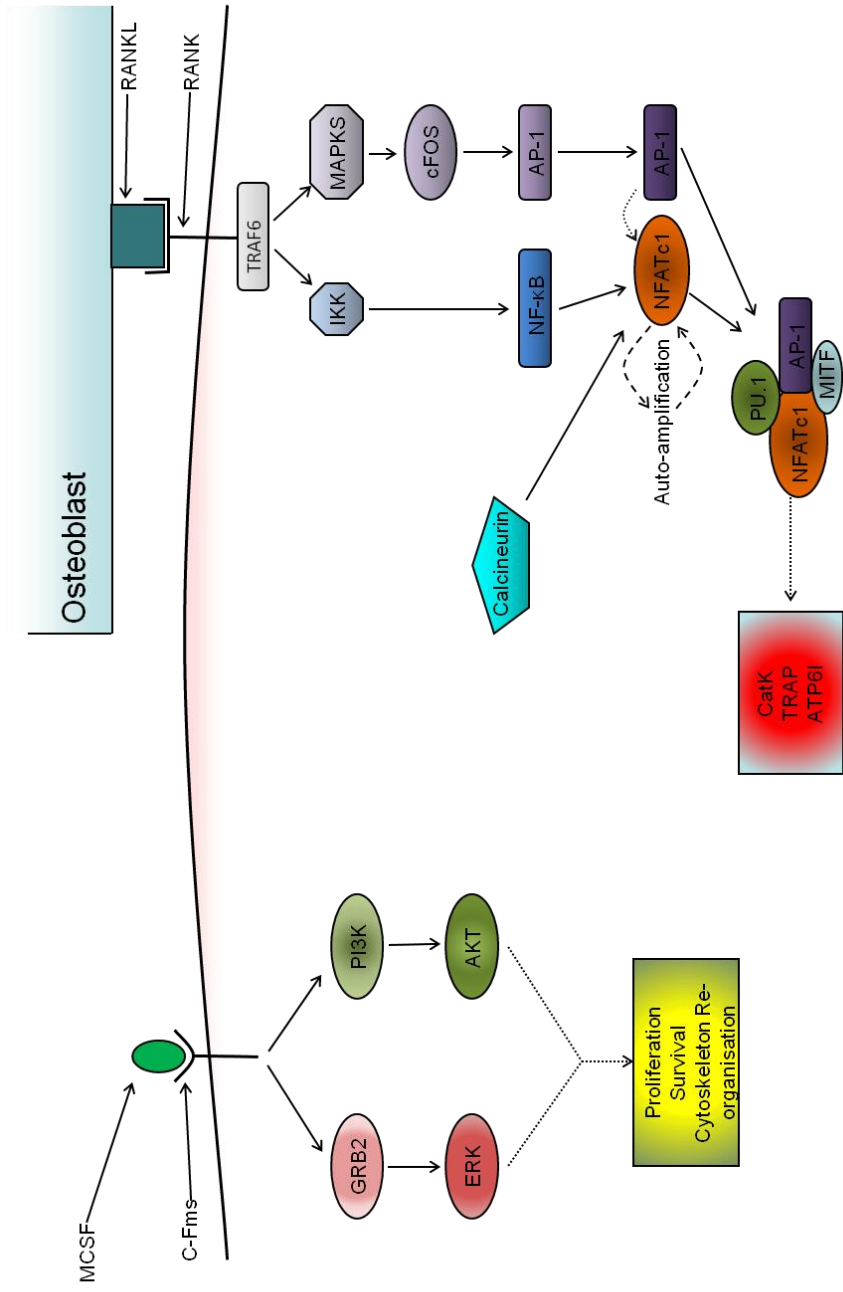 Osteoblast
RANKL
RANK
MCSF
C-Fms
TRAF6
GRB2
PI3K
IKK
MAPKS
cFOS
ERK
AKT
Calcineurin
NF-κB
AP-1
NFATc1
AP-1
Auto-amplification
PU.1
NFATc1
AP-1
MITF
Proliferation
Survival
Cytoskeleton Re-
organisation
CatK
TRAP
ATP6I